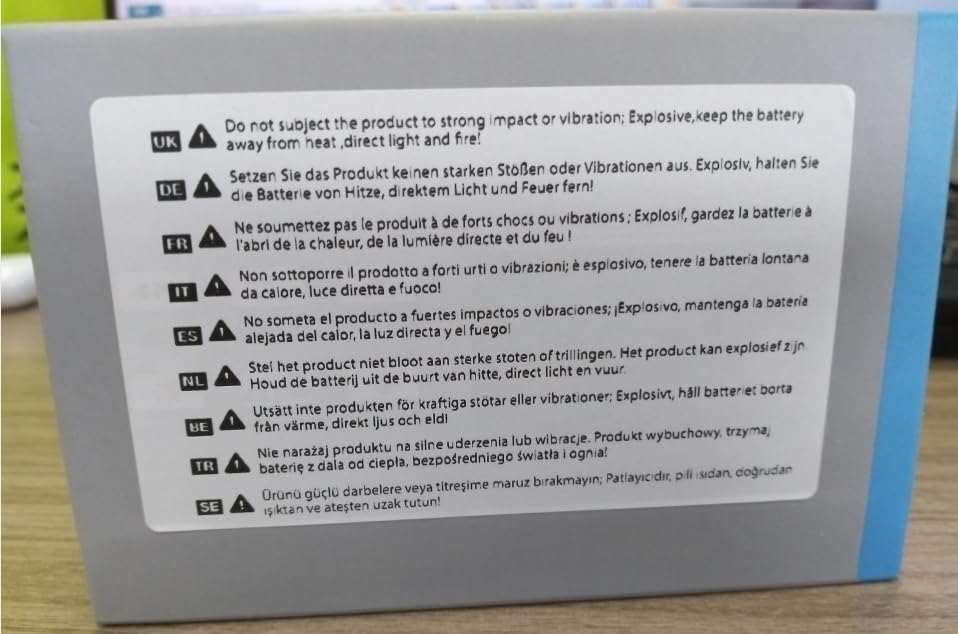 UK Do not subject the product to strong impact or vibration; Explosive,keep the battery
away from heat ,direct light and fire!
DE Setzen Sie das Produkt keinen starken Stößen oder Vibrationen aus. Explosiv, halten Sie
die Batterie von Hitze, direktem Licht und Feuer fern!
FR Ne soumettez pas le produit à de forts chocs ou vibrations ; Explosif, gardez la batterie à
l'abri de la chaleur, de la lumière directe et du feu !
IT Non sottoporre il prodotto a forti urti o vibrazioni; è esplosivo, tenere la batteria lontana
da calore, luce diretta e fuoco!
ES No someta el producto a fuertes impactos o vibraciones; ¡Explosivo, mantenga la batería
alejada del calor, la luz directa y el fuego!
NL Stel het product niet bloot aan sterke stoten of trillingen. Het product kan explosief zijn.
Houd de batterij uit de buurt van hitte, direct licht en vuur.
BE Utsätt inte produkten för kraftiga stötar eller vibrationer; Explosivt, håll batteriet borta
från värme, direkt ljus och eld!
TR Nie narażaj produktu na silne uderzenia lub wibracje. Produkt wybuchowy, trzymaj
baterię z dala od ciepła, bezpośredniego światła i ognia!
SE Ürünü güçlü darbelere veya titreşime maruz bırakmayın; Patlayıcıdır, pili ısıdan, doğrudan
ışıktan ve ateşten uzak tutun!